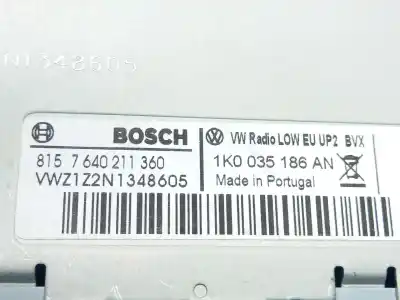 N1348605
BOSCH
VW Radio LOW EU UP2 BVX
815 7 640 211 360
1K0 035 186 AN
VWZ1Z2N1348605
Made in Portugal